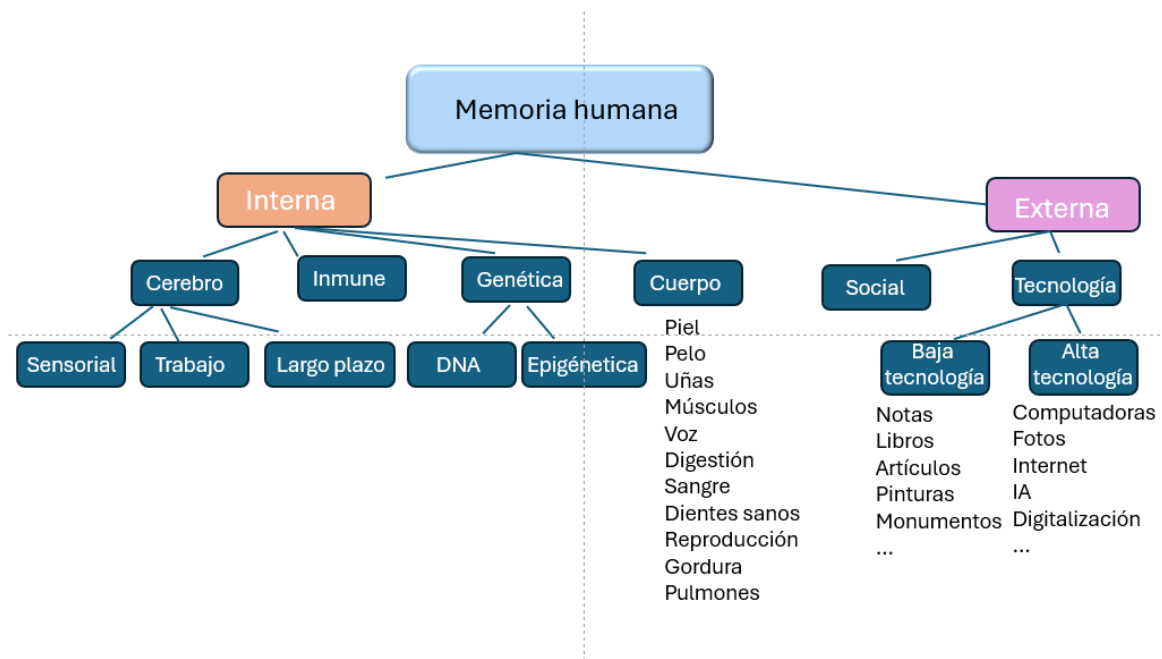 Memoria humana
Interna
Externa
Cerebro
Inmune
Genética
Cuerpo
Social
Tecnología
Sensorial
Trabajo
Largo plazo
DNA
Epigénetica
Piel
Pelo
Uñas
Músculos
Voz
Digestión
Sangre
Dientes sanos
Reproducción
Gordura
Pulmones
Baja
tecnología
Notas
Libros
Artículos
Pinturas
Monumentos
...
Alta
tecnología
Computadoras
Fotos
Internet
IA
Digitalización
...